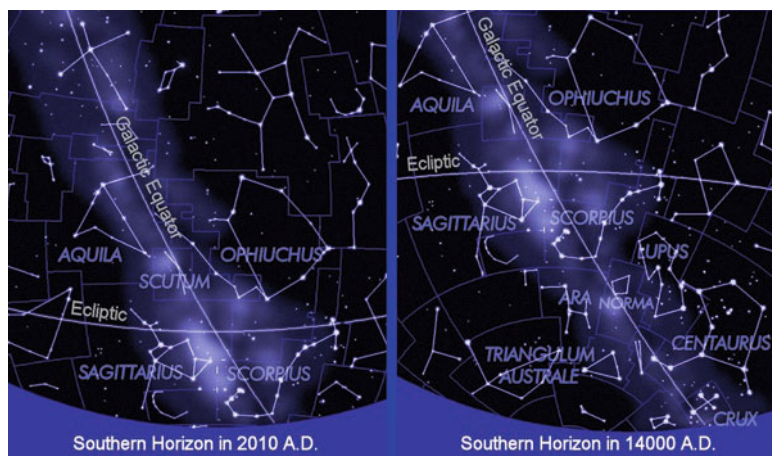 Galactic Equator
AQUILA
OPHIUCHUS
SCUTUM
Ecliptic
SAGITTARIUS
SCORPIUS
Southern Horizon in 2010 A.D.
Galactic Equator
AQUILA
OPHIUCHUS
Ecliptic
SAGITTARIUS
SCORPIUS
LUPUS
ARA
NORMA
CENTAURUS
TRIANGULUM
AUSTRALE
CRUX
Southern Horizon in 14000 A.D.